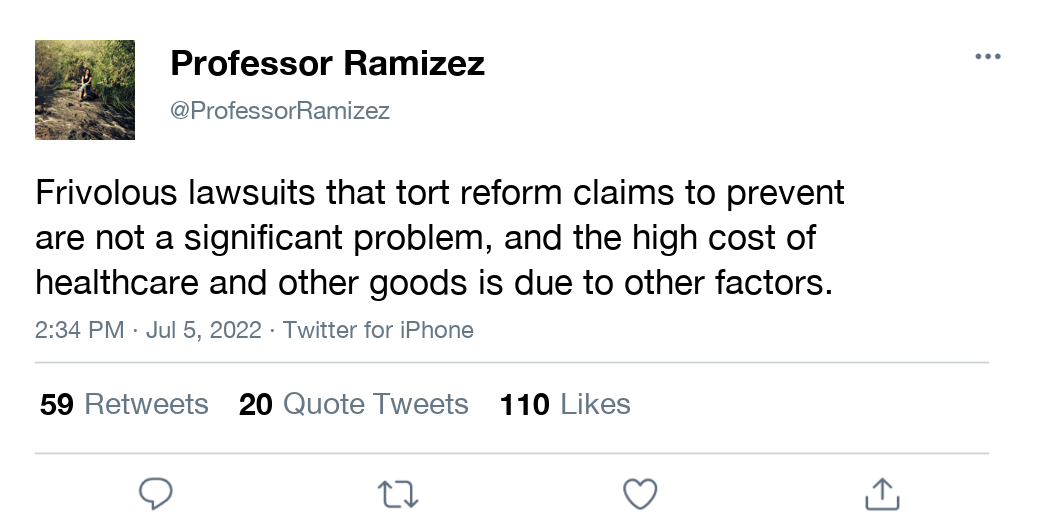 Professor Ramizez
@ProfessorRamizez
Frivolous lawsuits that tort reform claims to prevent
are not a significant problem, and the high cost of
healthcare and other goods is due to other factors.
2:34 PM · Jul 5, 2022 · Twitter for iPhone
59 Retweets 20 Quote Tweets 110 Likes